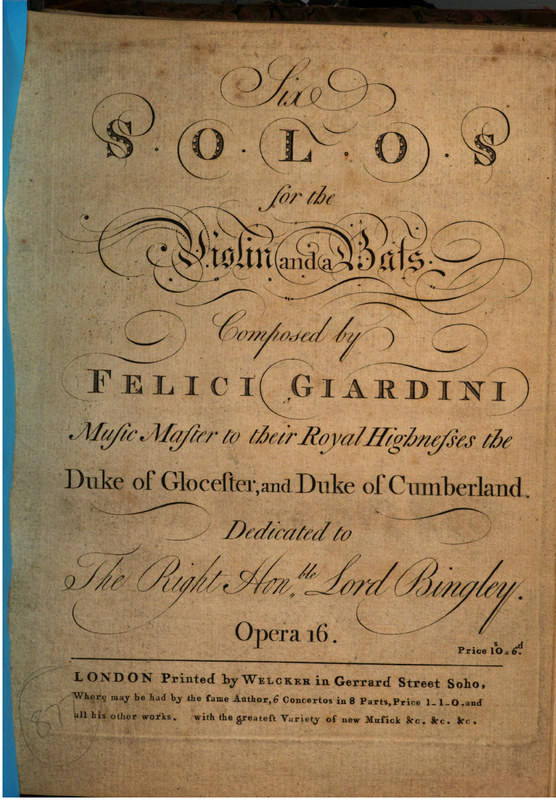 Six
S.O.L.O.S
for the
Violin and a Baſs.
Composed by
FELICI GIARDINI
Muſic Maſter to their Royal Highneſses the
Duke of Gloceſter, and Duke of Cumberland.
Dedicated to
The Right Hon,,ble Lord Bingley.
Opera 16.
Price 10s,, 6d
LONDON Printed by WELCKER in Gerrard Street Soho,
Where may be had by the ſame Author, 6 Concertos in 8 Parts, Price 1-1-0. and
all his other works. with the greateſt Variety of new Muſick &c. &c. &c.
87